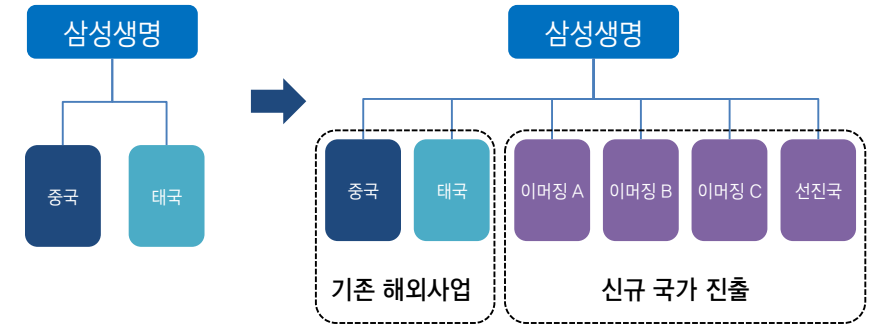 삼성생명
중국
태국
삼성생명
중국
태국
이머징 A
이머징 B
이머징 C
선진국
기존 해외사업
신규 국가 진출